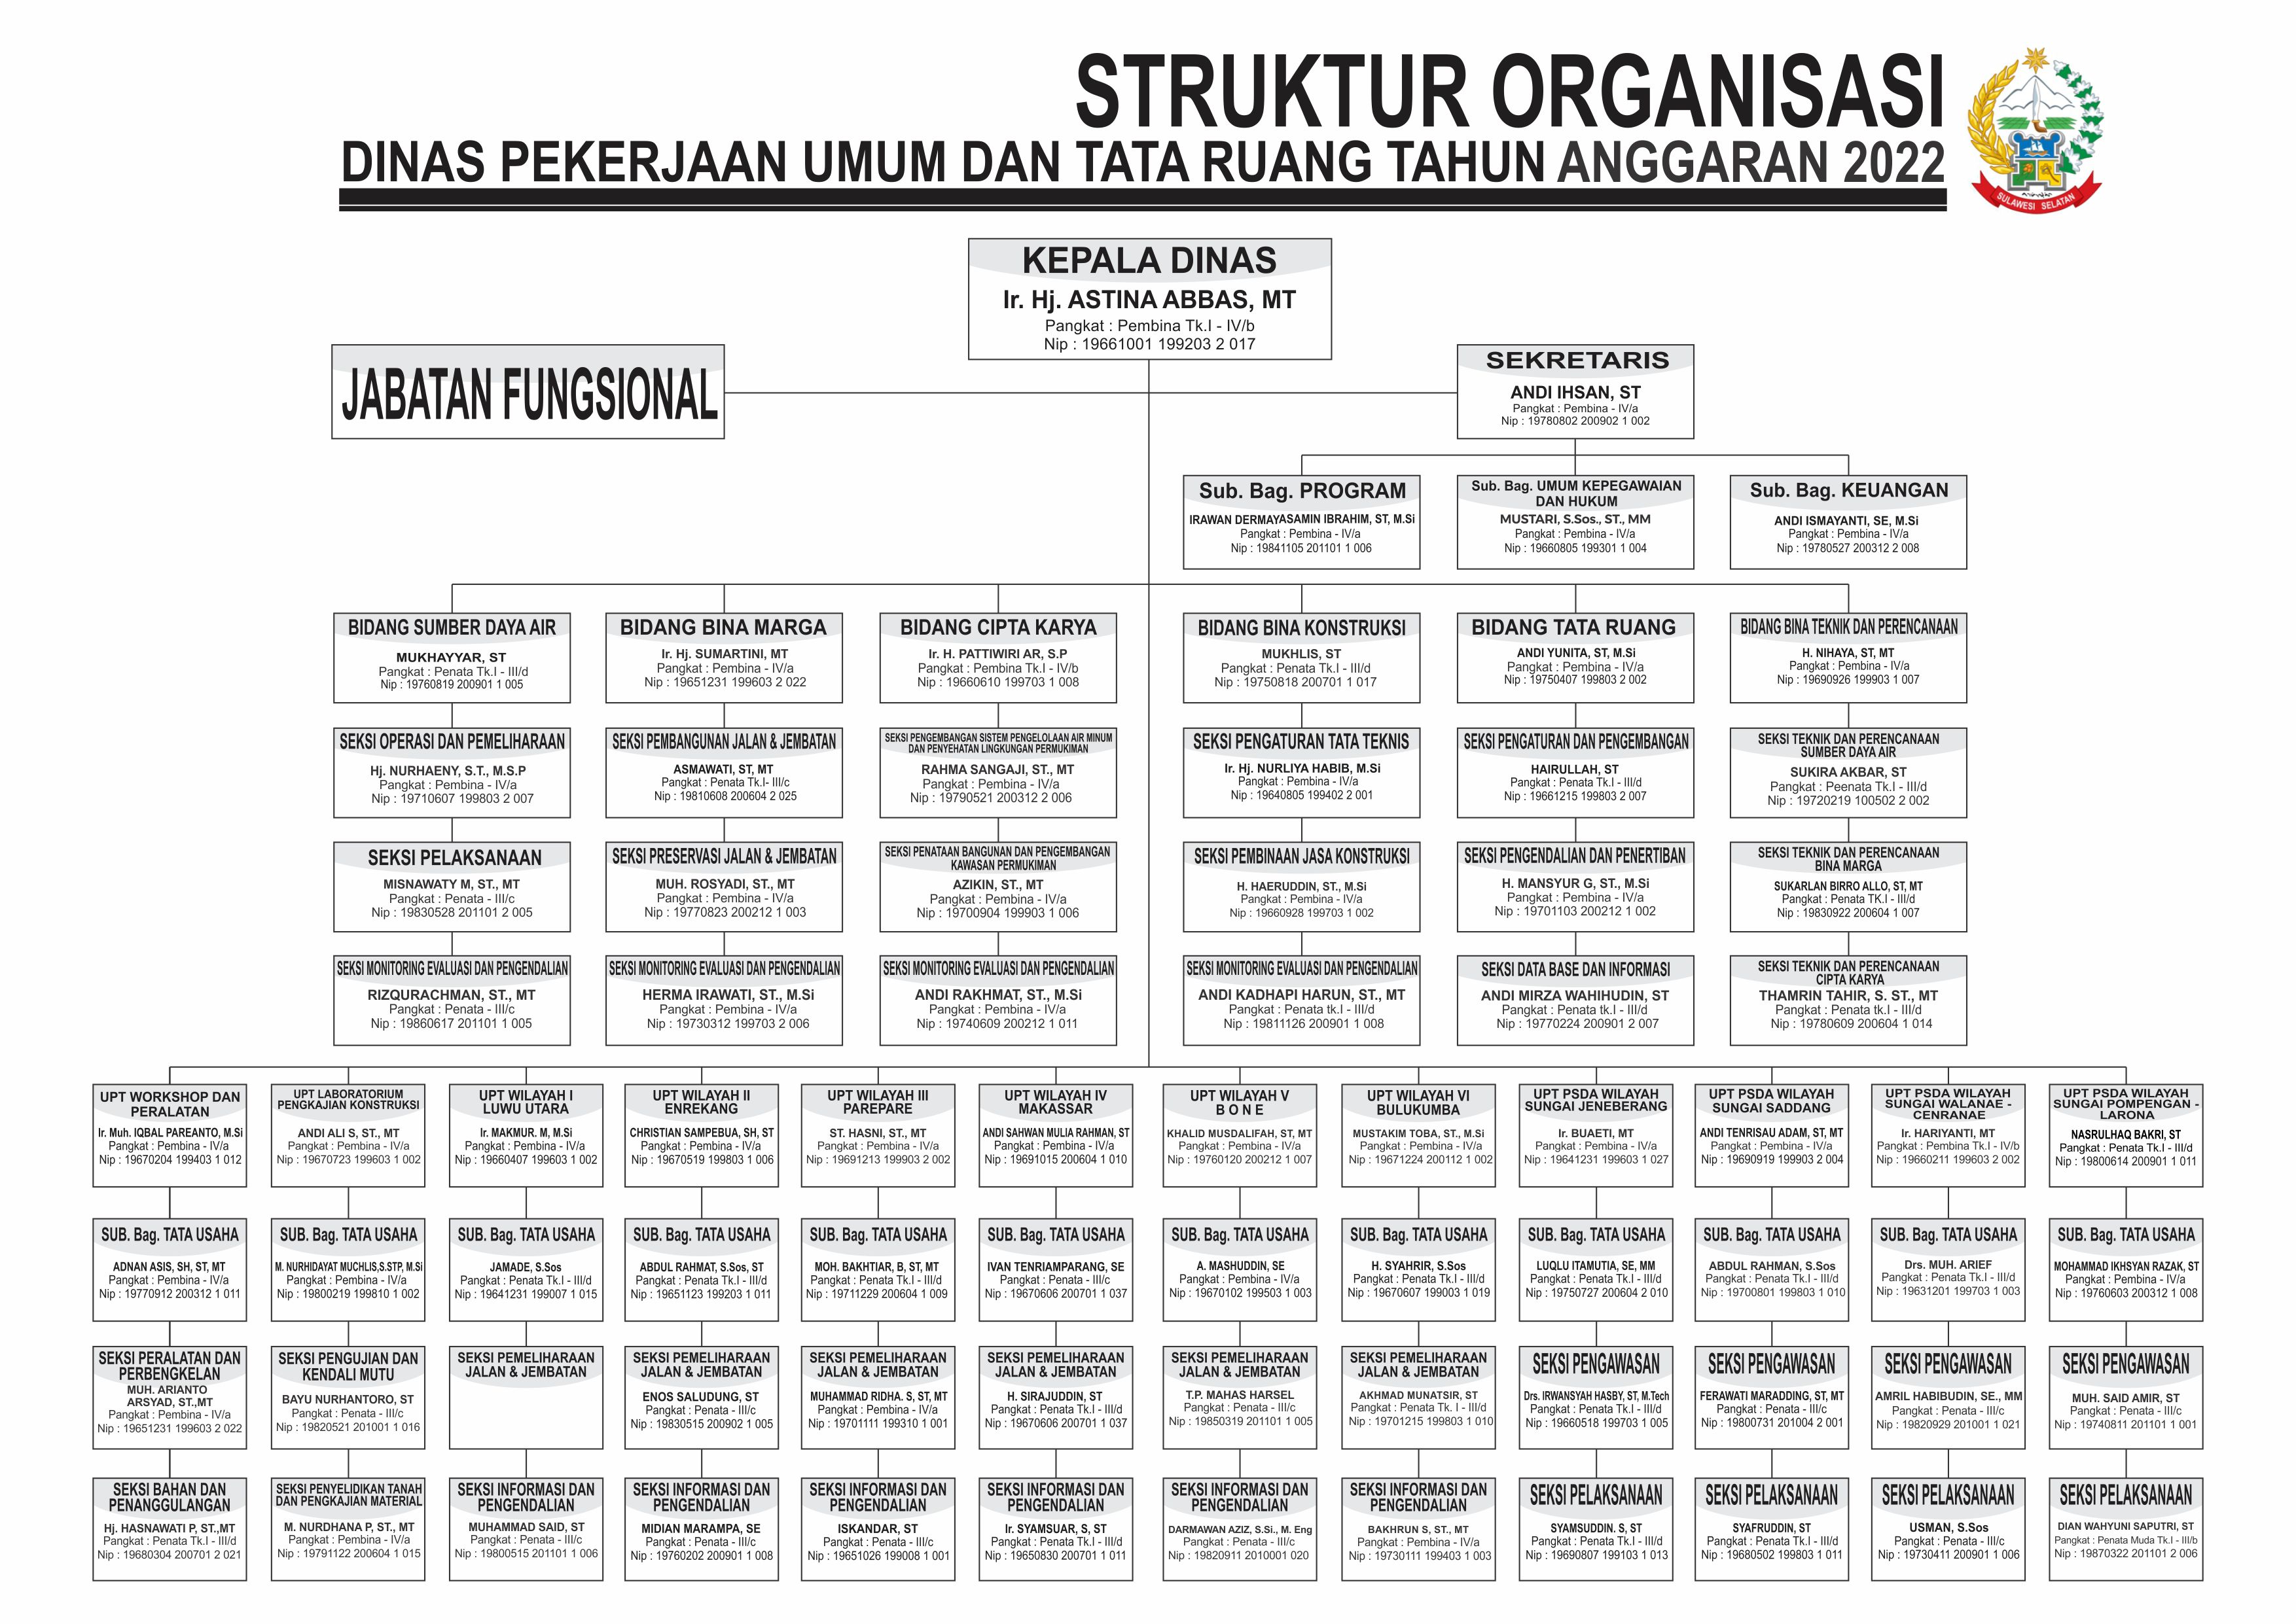 STRUKTUR ORGANISASI
DINAS PEKERJAAN UMUM DAN TATA RUANG TAHUN ANGGARAN 2022
SULAWESI SELATAN
KEPALA DINAS
Ir. Hj. ASTINA ABBAS, MT
Pangkat : Pembina Tk.I - IV/b
Nip : 19661001 199203 2 017
JABATAN FUNGSIONAL
SEKRETARIS
ANDI IHSAN, ST
Pangkat : Pembina - IV/a
Nip : 19780802 200902 1 002
Sub. Bag. PROGRAM
IRAWAN DERMAYASAMIN IBRAHIM, ST, M.Si
Pangkat : Pembina - IV/a
Nip : 19841105 201101 1 006
Sub. Bag. UMUM KEPEGAWAIAN
DAN HUKUM
MUSTARI, S.Sos., ST., MM
Pangkat : Pembina - IV/a
Nip : 19660805 199301 1 004
Sub. Bag. KEUANGAN
ANDI ISMAYANTI, SE, M.Si
Pangkat : Pembina - IV/a
Nip : 19780527 200312 2 008
BIDANG SUMBER DAYA AIR
MUKHAYYAR, ST
Pangkat : Penata Tk.I - III/d
Nip : 19760819 200901 1 005
BIDANG BINA MARGA
Ir. Hj. SUMARTINI, MT
Pangkat : Pembina - IV/a
Nip : 19651231 199603 2 022
BIDANG CIPTA KARYA
Ir. H. PATTIWIRI AR, S.P
Pangkat : Pembina Tk.I - IV/b
Nip : 19660610 199703 1 008
BIDANG BINA KONSTRUKSI
MUKHLIS, ST
Pangkat : Penata Tk.I - III/d
Nip : 19750818 200701 1 017
BIDANG TATA RUANG
ANDI YUNITA, ST, M.Si
Pangkat : Pembina - IV/a
Nip : 19750407 199803 2 002
BIDANG BINA TEKNIK DAN PERENCANAAN
H. NIHAYA, ST, MT
Pangkat : Pembina - IV/a
Nip : 19690926 199903 1 007
SEKSI OPERASI DAN PEMELIHARAAN
Hj. NURHAENY, S.T., M.S.P
Pangkat : Pembina - IV/a
Nip : 19710607 199803 2 007
SEKSI PEMBANGUNAN JALAN & JEMBATAN
ASMAWATI, ST, MT
Pangkat : Penata Tk.I- III/c
Nip : 19810608 200604 2 025
SEKSI PENGEMBANGAN SISTEM PENGELOLAAN AIR MINUM
DAN PENYEHATAN LINGKUNGAN PERMUKIMAN
RAHMA SANGAJI, ST., MT
Pangkat : Pembina - IV/a
Nip : 19790521 200312 2 006
SEKSI PENGATURAN TATA TEKNIS
Ir. Hj. NURLIYA HABIB, M.Si
Pangkat : Pembina - IV/a
Nip : 19640805 199402 2 001
SEKSI PENGATURAN DAN PENGEMBANGAN
HAIRULLAH, ST
Pangkat : Penata Tk.I - III/d
Nip : 19661215 199803 2 007
SEKSI TEKNIK DAN PERENCANAAN
SUMBER DAYA AIR
SUKIRA AKBAR, ST
Pangkat : Peenata Tk.I - III/d
Nip : 19720219 100502 2 002
SEKSI PELAKSANAAN
MISNAWATY M, ST., MT
Pangkat : Penata - III/c
Nip : 19830528 201101 2 005
SEKSI PRESERVASI JALAN & JEMBATAN
MUH. ROSYADI, ST., MT
Pangkat : Pembina - IV/a
Nip : 19770823 200212 1 003
SEKSI PENATAAN BANGUNAN DAN PENGEMBANGAN
KAWASAN PERMUKIMAN
AZIKIN, ST., MT
Pangkat : Pembina - IV/a
Nip : 19700904 199903 1 006
SEKSI PEMBINAAN JASA KONSTRUKSI
H. HAERUDDIN, ST., M.Si
Pangkat : Pembina - IV/a
Nip : 19660928 199703 1 002
SEKSI PENGENDALIAN DAN PENERTIBAN
H. MANSYUR G, ST., M.Si
Pangkat : Pembina - IV/a
Nip : 19701103 200212 1 002
SEKSI TEKNIK DAN PERENCANAAN
BINA MARGA
SUKARLAN BIRRO ALLO, ST, MT
Pangkat : Penata TK.I - III/d
Nip : 19830922 200604 1 007
SEKSI MONITORING EVALUASI DAN PENGENDALIAN
RIZQURACHMAN, ST., MT
Pangkat : Penata - III/c
Nip : 19860617 201101 1 005
SEKSI MONITORING EVALUASI DAN PENGENDALIAN
HERMA IRAWATI, ST., M.Si
Pangkat : Pembina - IV/a
Nip : 19730312 199703 2 006
SEKSI MONITORING EVALUASI DAN PENGENDALIAN
ANDI RAKHMAT, ST., M.Si
Pangkat : Pembina - IV/a
Nip : 19740609 200212 1 011
SEKSI MONITORING EVALUASI DAN PENGENDALIAN
ANDI KADHAPI HARUN, ST., MT
Pangkat : Penata tk.I - III/d
Nip : 19811126 200901 1 008
SEKSI DATA BASE DAN INFORMASI
ANDI MIRZA WAHIHUDIN, ST
Pangkat : Penata tk.I - III/d
Nip : 19770224 200901 2 007
SEKSI TEKNIK DAN PERENCANAAN
CIPTA KARYA
THAMRIN TAHIR, S. ST., MT
Pangkat : Penata tk.I - III/d
Nip : 19780609 200604 1 014
UPT WORKSHOP DAN
PERALATAN
Ir. Muh. IQBAL PAREANTO, M.Si
Pangkat : Pembina - IV/a
Nip : 19670204 199403 1 012
UPT LABORATORIUM
PENGKAJIAN KONSTRUKSI
ANDI ALI S, ST., MT
Pangkat : Pembina - IV/a
Nip : 19670723 199603 1 002
UPT WILAYAH I
LUWU UTARA
Ir. MAKMUR. M, M.Si
Pangkat : Pembina - IV/a
Nip : 19660407 199603 1 002
UPT WILAYAH II
ENREKANG
CHRISTIAN SAMPEBUA, SH, ST
Pangkat : Pembina - IV/a
Nip : 19670519 199803 1 006
UPT WILAYAH III
PAREPARE
ST. HASNI, ST., MT
Pangkat : Pembina - IV/a
Nip : 19691213 199903 2 002
UPT WILAYAH IV
MAKASSAR
ANDI SAHWAN MULIA RAHMAN, ST
Pangkat : Pembina - IV/a
Nip : 19691015 200604 1 010
UPT WILAYAH V
B O N E
KHALID MUSDALIFAH, ST, MT
Pangkat : Pembina - IV/a
Nip : 19760120 200212 1 007
UPT WILAYAH VI
BULUKUMBA
MUSTAKIM TOBA, ST., M.Si
Pangkat : Pembina - IV/a
Nip : 19671224 200112 1 002
UPT PSDA WILAYAH
SUNGAI JENEBERANG
Ir. BUAETI, MT
Pangkat : Pembina - IV/a
Nip : 19641231 199603 1 027
UPT PSDA WILAYAH
SUNGAI SADDANG
ANDI TENRISAU ADAM, ST, MT
Pangkat : Pembina - IV/a
Nip : 19690919 199903 2 004
UPT PSDA WILAYAH
SUNGAI WALANAE -
CENRANAE
Ir. HARIYANTI, MT
Pangkat : Pembina Tk.I - IV/b
Nip : 19660211 199603 2 002
UPT PSDA WILAYAH
SUNGAI POMPENGAN -
LARONA
NASRULHAQ BAKRI, ST
Pangkat : Penata Tk.I - III/d
Nip : 19800614 200901 1 011
SUB. Bag. TATA USAHA
ADNAN ASIS, SH, ST, MT
Pangkat : Pembina - IV/a
Nip : 19770912 200312 1 011
SUB. Bag. TATA USAHA
M. NURHIDAYAT MUCHLIS,S.STP, M.Si
Pangkat : Pembina - IV/a
Nip : 19800219 199810 1 002
SUB. Bag. TATA USAHA
JAMADE, S.Sos
Pangkat : Penata Tk.I - III/d
Nip : 19641231 199007 1 015
SUB. Bag. TATA USAHA
ABDUL RAHMAT, S.Sos, ST
Pangkat : Penata Tk.I - III/d
Nip : 19651123 199203 1 011
SUB. Bag. TATA USAHA
MOH. BAKHTIAR, B, ST, MT
Pangkat : Penata Tk.I - III/d
Nip : 19711229 200604 1 009
SUB. Bag. TATA USAHA
IVAN TENRIAMPARANG, SE
Pangkat : Penata - III/c
Nip : 19670606 200701 1 037
SUB. Bag. TATA USAHA
A. MASHUDDIN, SE
Pangkat : Pembina - IV/a
Nip : 19670102 199503 1 003
SUB. Bag. TATA USAHA
H. SYAHRIR, S.Sos
Pangkat : Penata Tk.I - III/d
Nip : 19670607 199003 1 019
SUB. Bag. TATA USAHA
LUQLU ITAMUTIA, SE, MM
Pangkat : Penata Tk.I - III/d
Nip : 19750727 200604 2 010
SUB. Bag. TATA USAHA
ABDUL RAHMAN, S.Sos
Pangkat : Penata Tk.I - III/d
Nip : 19700801 199803 1 010
SUB. Bag. TATA USAHA
Drs. MUH. ARIEF
Pangkat : Penata Tk.I - III/d
Nip : 19631201 199703 1 003
SUB. Bag. TATA USAHA
MOHAMMAD IKHSYAN RAZAK, ST
Pangkat : Pembina - IV/a
Nip : 19760603 200312 1 008
SEKSI PERALATAN DAN
PERBENGKELAN
MUH. ARIANTO
ARSYAD, ST.,MT
Pangkat : Pembina - IV/a
Nip : 19651231 199603 2 022
SEKSI PENGUJIAN DAN
KENDALI MUTU
BAYU NURHANTORO, ST
Pangkat : Penata - III/c
Nip : 19820521 201001 1 016
SEKSI PEMELIHARAAN
JALAN & JEMBATAN
SEKSI PEMELIHARAAN
JALAN & JEMBATAN
ENOS SALUDUNG, ST
Pangkat : Penata - III/c
Nip : 19830515 200902 1 005
SEKSI PEMELIHARAAN
JALAN & JEMBATAN
MUHAMMAD RIDHA. S, ST, MT
Pangkat : Pembina - IV/a
Nip : 19701111 199310 1 001
SEKSI PEMELIHARAAN
JALAN & JEMBATAN
H. SIRAJUDDIN, ST
Pangkat : Penata Tk.I - III/d
Nip : 19670606 200701 1 037
SEKSI PEMELIHARAAN
JALAN & JEMBATAN
T.P. MAHAS HARSEL
Pangkat : Penata - III/c
Nip : 19850319 201101 1 005
SEKSI PEMELIHARAAN
JALAN & JEMBATAN
AKHMAD MUNATSIR, ST
Pangkat : Penata Tk. I - III/d
Nip : 19701215 199803 1 010
SEKSI PENGAWASAN
Drs. IRWANSYAH HASBY, ST, M.Tech
Pangkat : Penata Tk.I - III/d
Nip : 19660518 199703 1 005
SEKSI PENGAWASAN
FERAWATI MARADDING, ST, MT
Pangkat : Penata - III/c
Nip : 19800731 201004 2 001
SEKSI PENGAWASAN
AMRIL HABIBUDIN, SE., MM
Pangkat : Penata - III/c
Nip : 19820929 201001 1 021
SEKSI PENGAWASAN
MUH. SAID AMIR, ST
Pangkat : Penata - III/c
Nip : 19740811 201101 1 001
SEKSI BAHAN DAN
PENANGGULANGAN
Hj. HASNAWATI P, ST.,MT
Pangkat : Penata Tk.I - III/d
Nip : 19680304 200701 2 021
SEKSI PENYELIDIKAN TANAH
DAN PENGKAJIAN MATERIAL
M. NURDHANA P, ST., MT
Pangkat : Pembina - IV/a
Nip : 19791122 200604 1 015
SEKSI INFORMASI DAN
PENGENDALIAN
MUHAMMAD SAID, ST
Pangkat : Penata - III/c
Nip : 19800515 201101 1 006
SEKSI INFORMASI DAN
PENGENDALIAN
MIDIAN MARAMPA, SE
Pangkat : Penata - III/c
Nip : 19760202 200901 1 008
SEKSI INFORMASI DAN
PENGENDALIAN
ISKANDAR, ST
Pangkat : Penata - III/c
Nip : 19651026 199008 1 001
SEKSI INFORMASI DAN
PENGENDALIAN
Ir. SYAMSUAR, S, ST
Pangkat : Penata Tk.I - III/d
Nip : 19650830 200701 1 011
SEKSI INFORMASI DAN
PENGENDALIAN
DARMAWAN AZIZ, S.Si., M. Eng
Pangkat : Penata - III/c
Nip : 19820911 2010001 020
SEKSI INFORMASI DAN
PENGENDALIAN
BAKHRUN S, ST., MT
Pangkat : Pembina - IV/a
Nip : 19730111 199403 1 003
SEKSI PELAKSANAAN
SYAMSUDDIN. S, ST
Pangkat : Penata Tk.I - III/d
Nip : 19690807 199103 1 013
SEKSI PELAKSANAAN
SYAFRUDDIN, ST
Pangkat : Penata Tk.I - III/d
Nip : 19680502 199803 1 011
SEKSI PELAKSANAAN
USMAN, S.Sos
Pangkat : Penata - III/c
Nip : 19730411 200901 1 006
SEKSI PELAKSANAAN
DIAN WAHYUNI SAPUTRI, ST
Pangkat : Penata Muda Tk.I - III/b
Nip : 19870322 201101 2 006